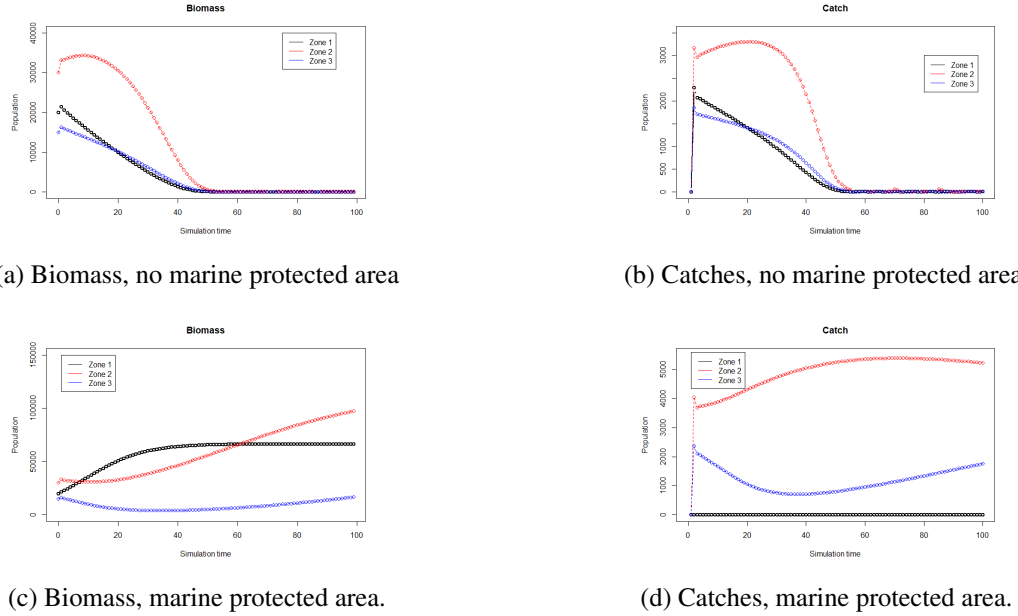 Biomass
Population
0
10000
20000
30000
40000
0
20
40
60
80
100
Simulation time
Zone 1
Zone 2
Zone 3
Catch
Population
0
500
1000
2000
3000
0
20
40
60
80
100
Simulation time
Zone 1
Zone 2
Zone 3
(a) Biomass, no marine protected area
(b) Catches, no marine protected area
Biomass
Population
0
50000
100000
150000
0
20
40
60
80
100
Simulation time
Zone 1
Zone 2
Zone 3
Catch
Population
0
1000
2000
3000
4000
5000
0
20
40
60
80
100
Simulation time
Zone 1
Zone 2
Zone 3
(c) Biomass, marine protected area.
(d) Catches, marine protected area.